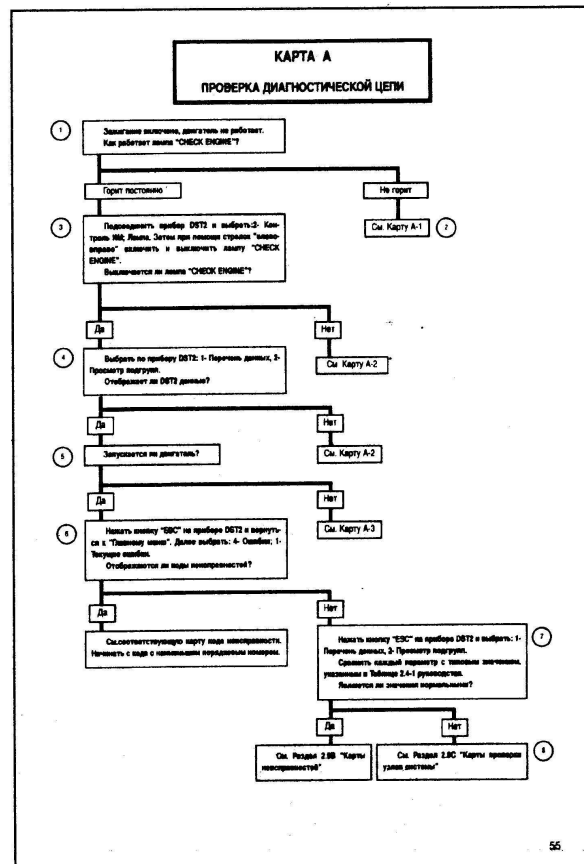 КАРТА А
ПРОВЕРКА ДИАГНОСТИЧЕСКОЙ ЦЕПИ
1
Зажигание включено, двигатель не работает.
Как работает лампа "CHECK ENGINE"?
Горит постоянно
Не горит
3
Подсоединить прибор DST2 и выбрать: 2- Кон-
троль ИМ; Лампа. Затем при помощи стрелок "влево-
вправо" включить и выключить лампу "CHECK
ENGINE".
Выключается ли лампа "CHECK ENGINE"?
См. Карту А-1
2
Да
Нет
4
Выбрать по прибору DST2: 1- Перечень данных, 2-
Просмотр подгрупп.
Отображает ли DST2 данные?
См Карту А-2
Да
Нет
5
Запускается ли двигатель?
См. Карту А-2
Да
Нет
6
Нажать кнопку "ESC" на приборе DST2 и вернуть-
ся к "Главному меню". Далее выбрать: 4- Ошибки; 1-
Текущие ошибки.
Отображаются ли коды неисправностей?
См. Карту А-3
Да
Нет
См.соответствующую карту кода неисправности.
Начинать с кода с наименьшим порядковым номером.
7
Нажать кнопку "ESC" на приборе DST2 и выбрать: 1-
Перечень данных, 3- Просмотр подгрупп.
Сравнить каждый параметр с типовым значением,
указанным в Таблице 2.4-1 руководства.
Являются ли значения нормальными?
Да
Нет
См. Раздел 2.9В "Карты
неисправностей"
См. Раздел 2.9С "Карты проверки
узлов системы"
8
55